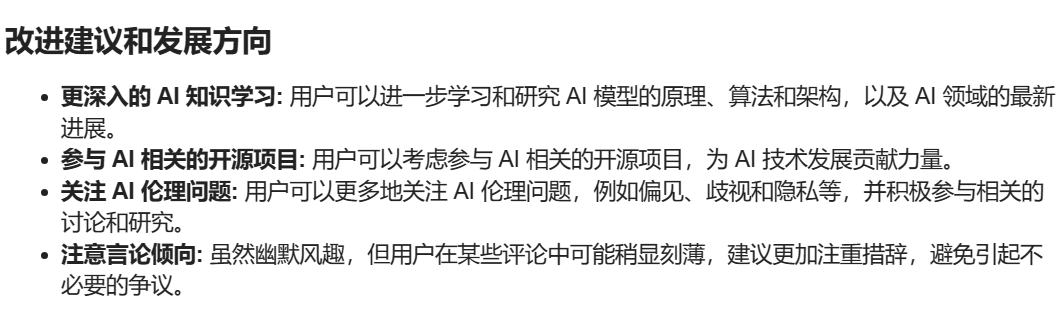 改进建议和发展方向
• 更深入的 AI 知识学习: 用户可以进一步学习和研究 AI 模型的原理、算法和架构，以及 AI 领域的最新
进展。
• 参与 AI 相关的开源项目: 用户可以考虑参与 AI 相关的开源项目，为 AI 技术发展贡献力量。
• 关注 AI 伦理问题: 用户可以更多地关注 AI 伦理问题，例如偏见、歧视和隐私等，并积极参与相关的
讨论和研究。
• 注意言论倾向: 虽然幽默风趣，但用户在某些评论中可能稍显刻薄，建议更加注重措辞，避免引起不
必要的争议。